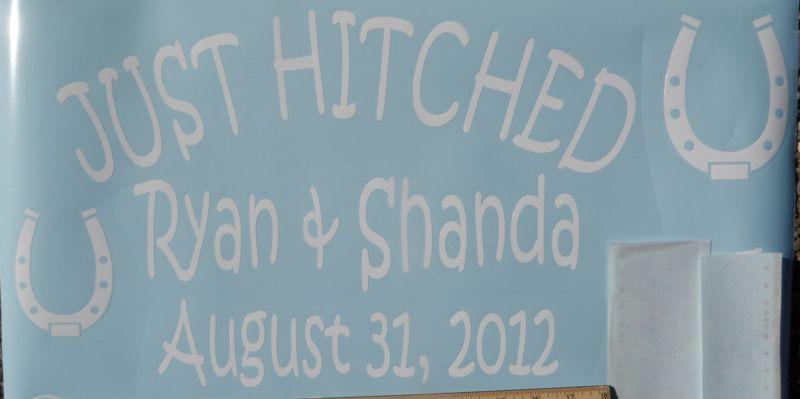 JUST HITCHED
Ryan & Shanda
August 31, 2012